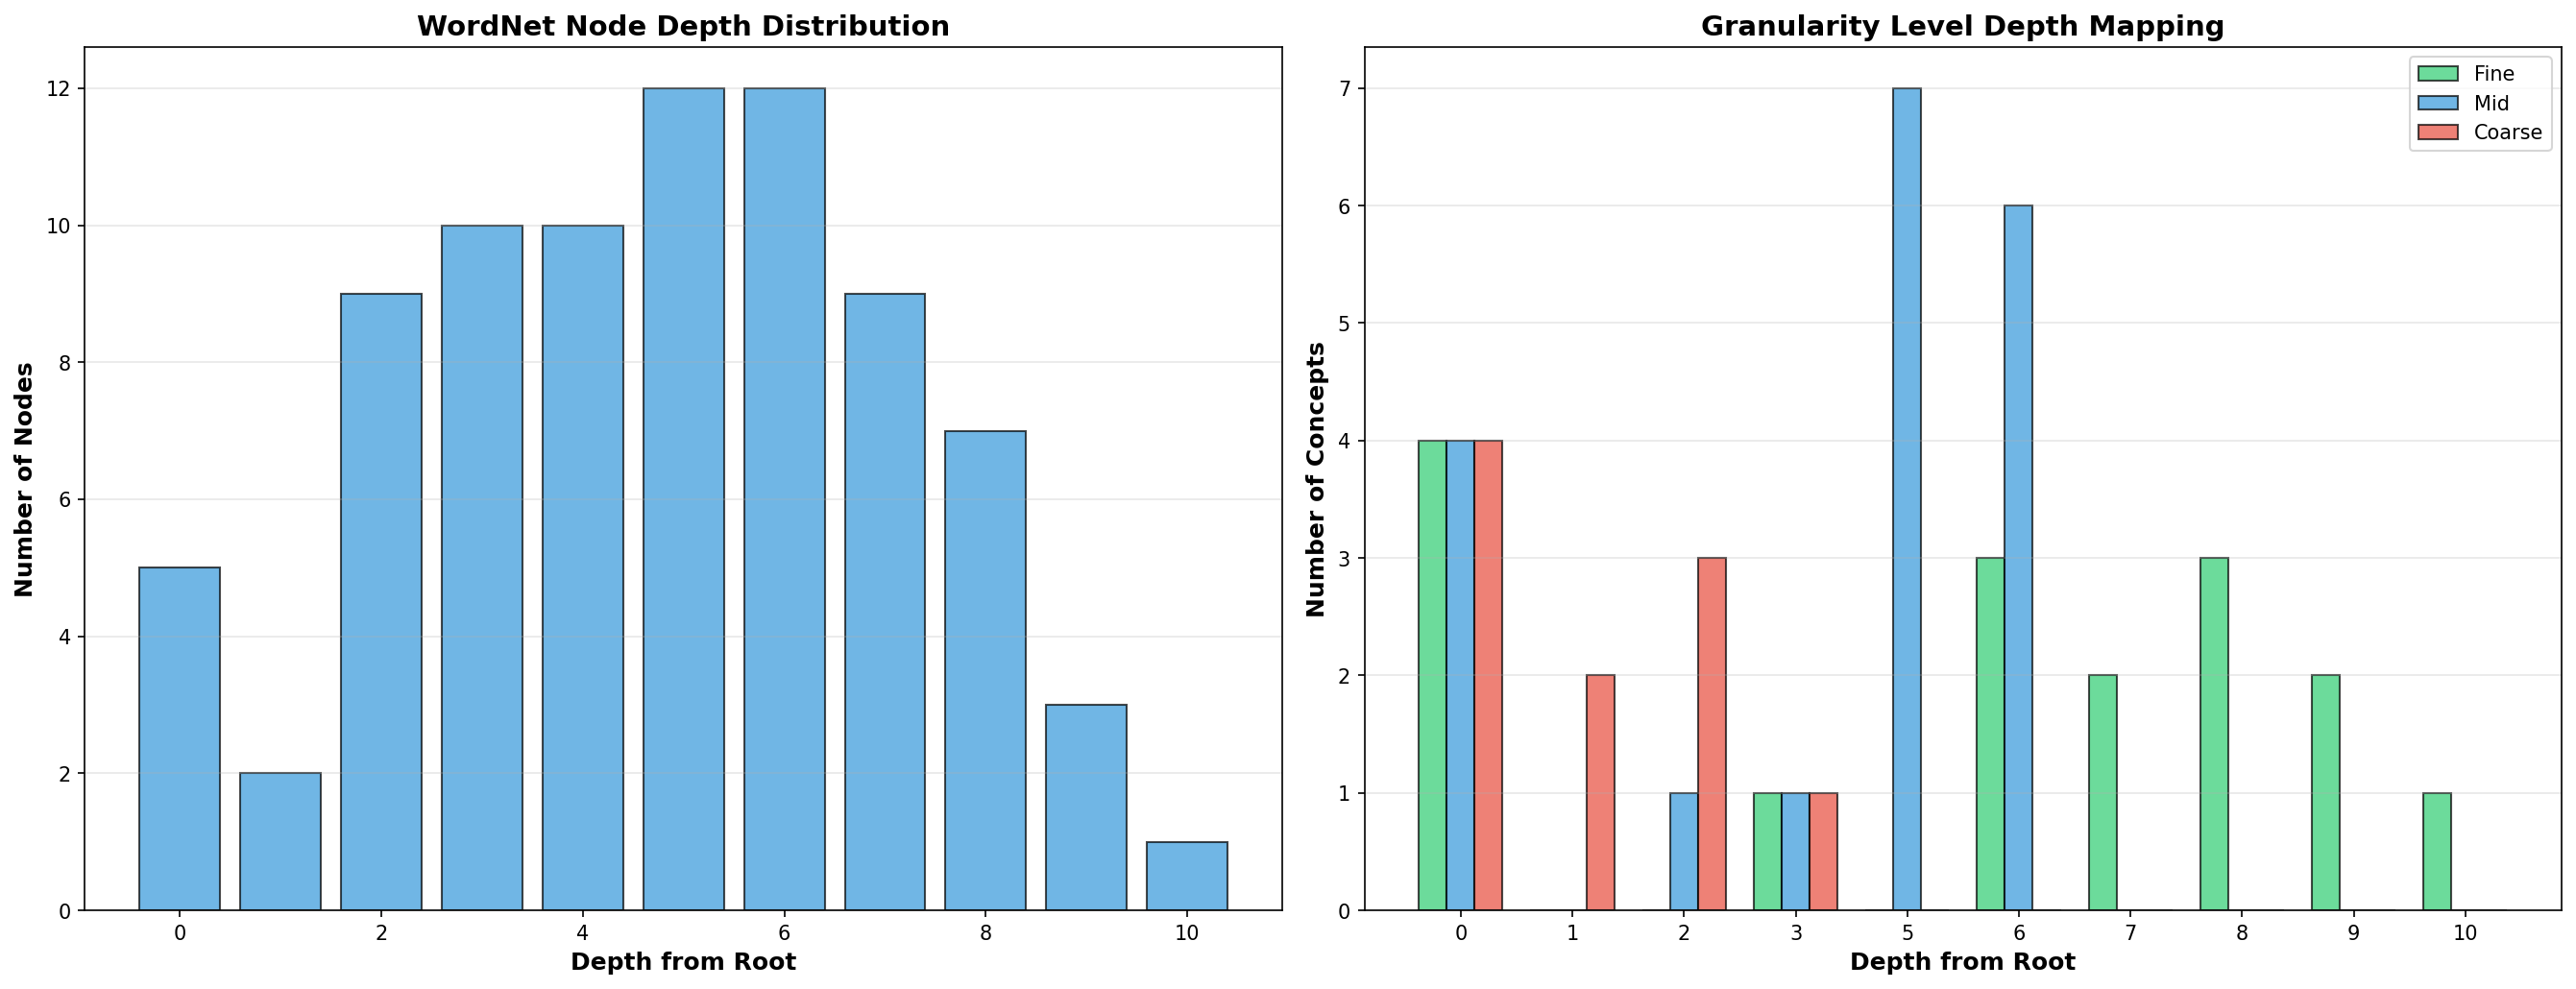 WordNet Node Depth Distribution
Number of Nodes
12
10
8
6
4
2
0
0 2 4 6 8 10
Depth from Root
Granularity Level Depth Mapping
Fine
Mid
Coarse
Number of Concepts
7
6
5
4
3
2
1
0
0 1 2 3 5 6 7 8 9 10
Depth from Root